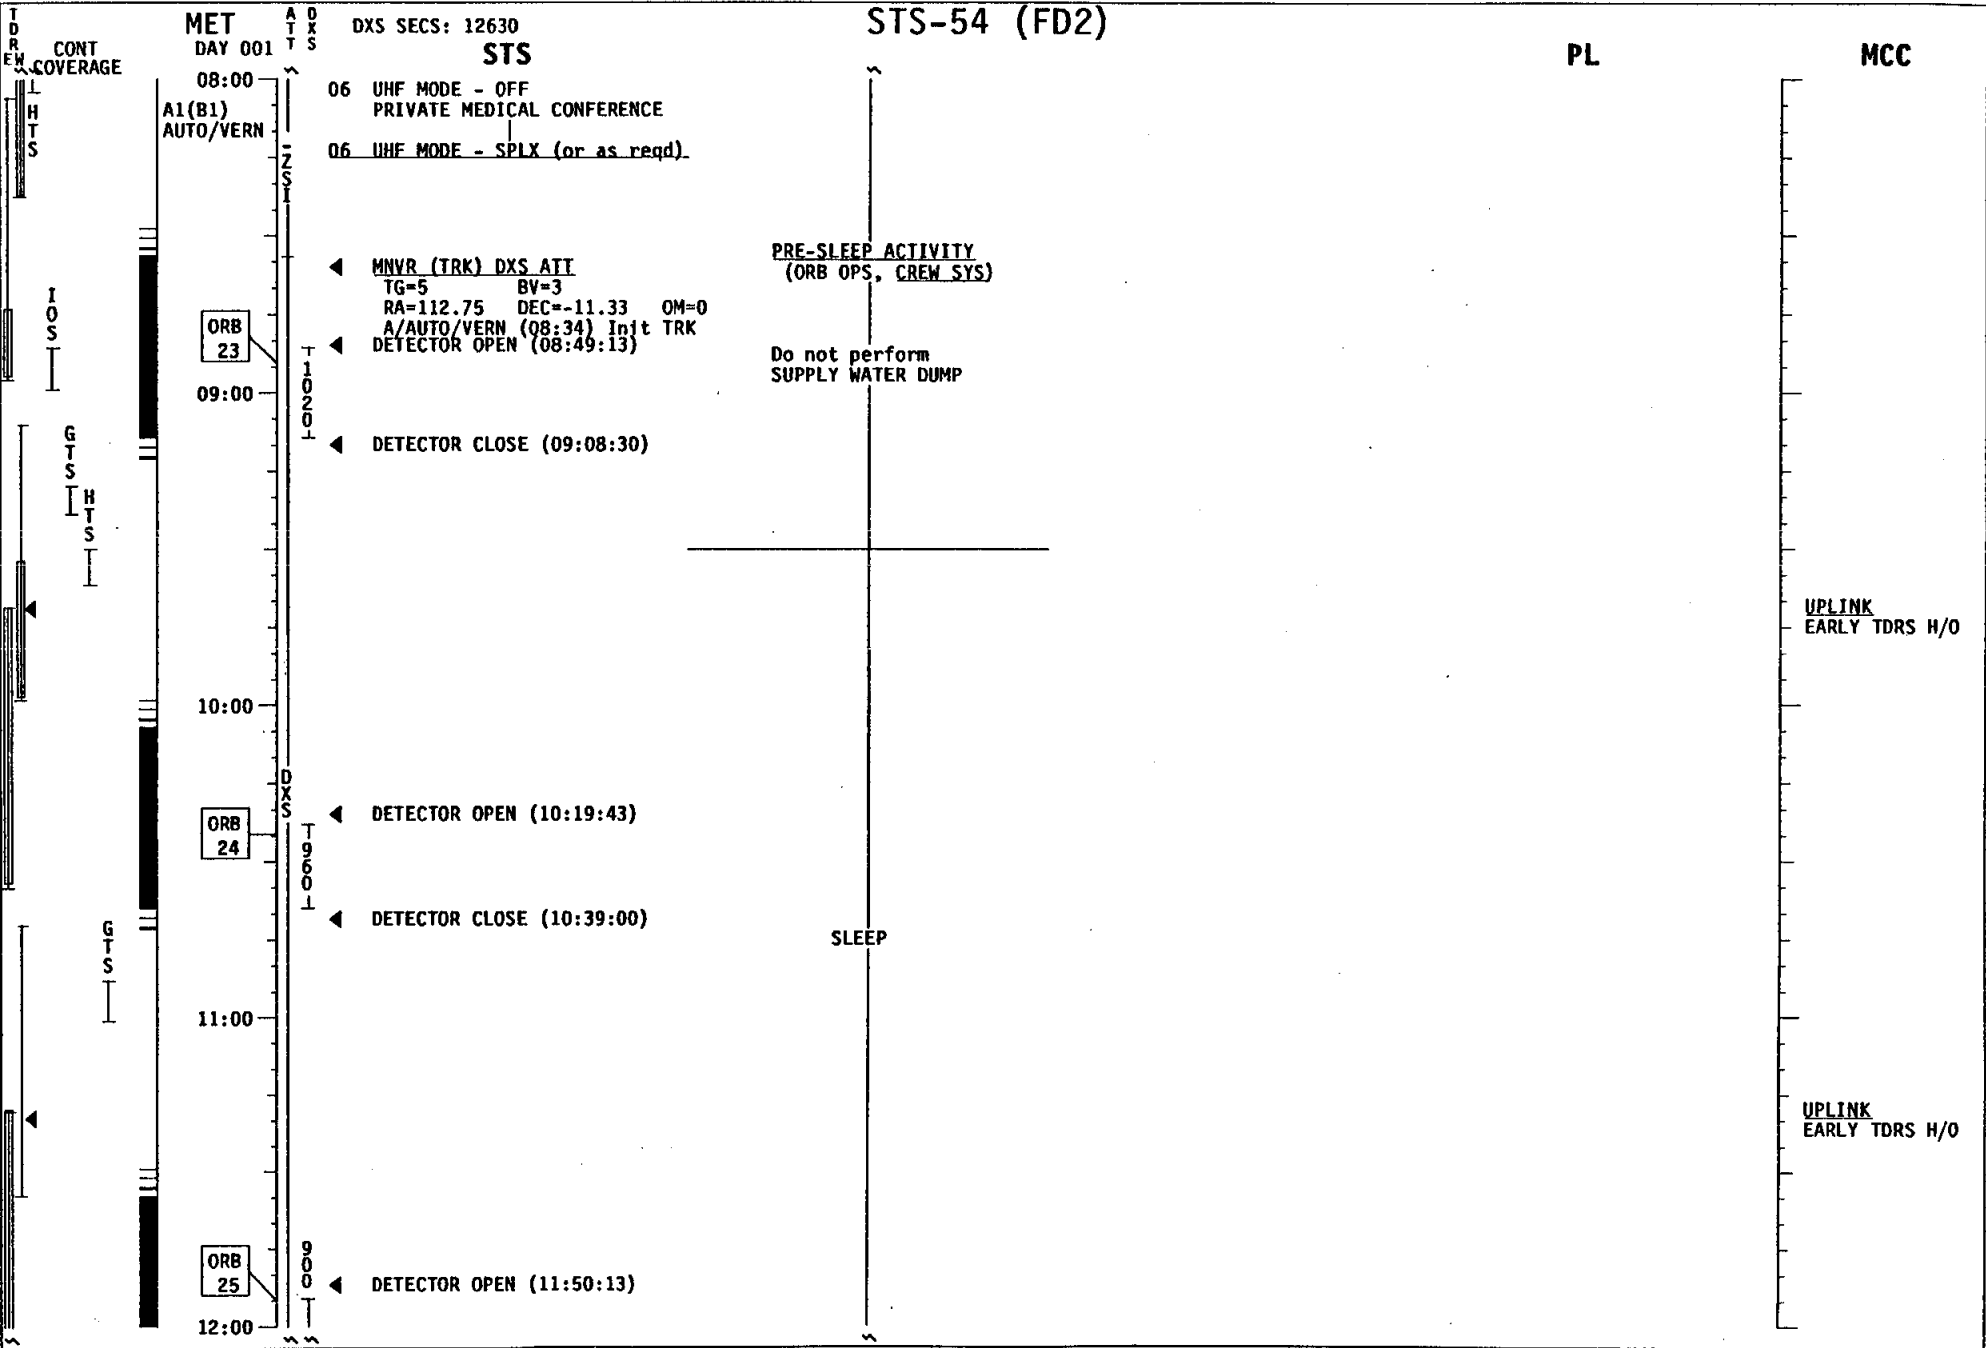 STS-54 (FD2)
TDR
E W
CONT
COVERAGE
MET
DAY 001
ATT
DXS
DXS SECS: 12630
STS
PL
MCC
08:00
HTS
A1(B1)
AUTO/VERN
06 UHF MODE - OFF
PRIVATE MEDICAL CONFERENCE
06 UHF MODE - SPLX (or as reqd)
-ZSI
MNVR (TRK) DXS ATT
TG=5 BV=3
RA=112.75 DEC=-11.33 OM=0
A/AUTO/VERN (08:34) Init TRK
DETECTOR OPEN (08:49:13)
PRE-SLEEP ACTIVITY
(ORB OPS, CREW SYS)
Do not perform
SUPPLY WATER DUMP
IOS
ORB
23
1020
09:00
GTS
HTS
DETECTOR CLOSE (09:08:30)
UPLINK
EARLY TDRS H/O
10:00
DXS
DETECTOR OPEN (10:19:43)
ORB
24
960
DETECTOR CLOSE (10:39:00)
SLEEP
GTS
11:00
UPLINK
EARLY TDRS H/O
ORB
25
900
DETECTOR OPEN (11:50:13)
12:00